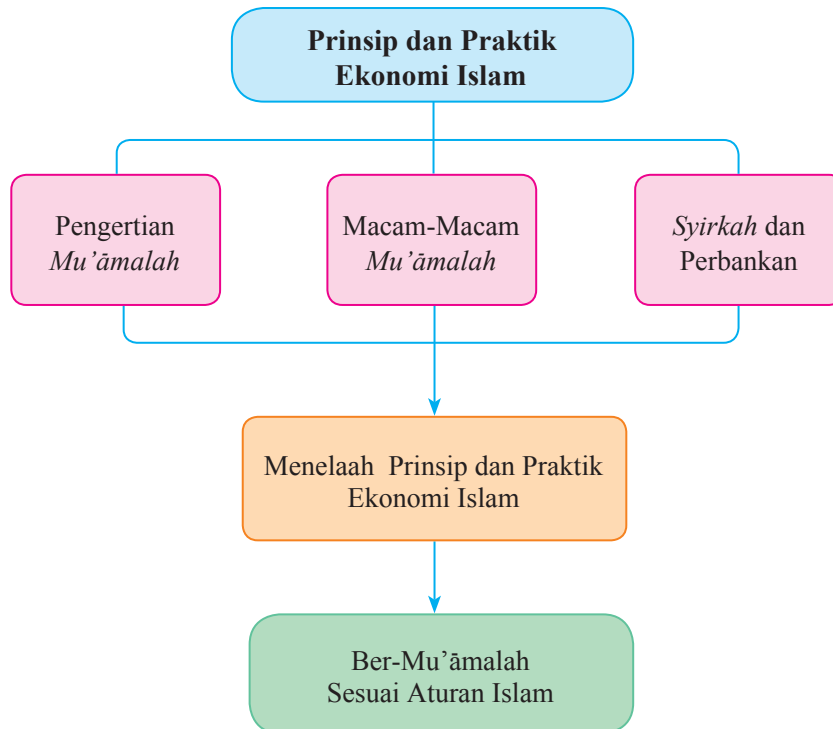 Prinsip dan Praktik
Ekonomi Islam
Pengertian
Mu’āmalah
Macam-Macam
Mu’āmalah
Syirkah dan
Perbankan
Menelaah Prinsip dan Praktik
Ekonomi Islam
Ber-Mu’āmalah
Sesuai Aturan Islam